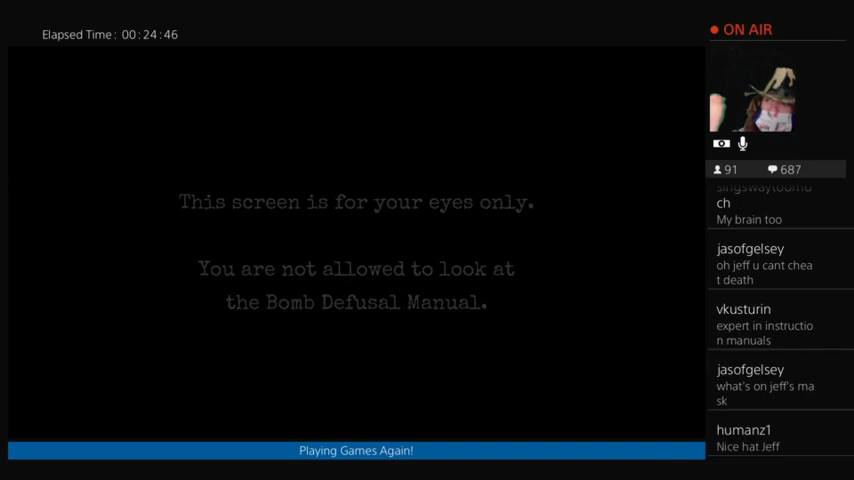 Elapsed Time: 00:24:46
ON AIR
This screen is for your eyes only.
You are not allowed to look at
the Bomb Defusal Manual.
91 687
ch
My brain too
jasofgelsey
oh jeff u cant chea
t death
vkusturin
expert in instructio
n manuals
jasofgelsey
what's on jeff's ma
sk
humanz1
Nice hat Jeff
Playing Games Again!